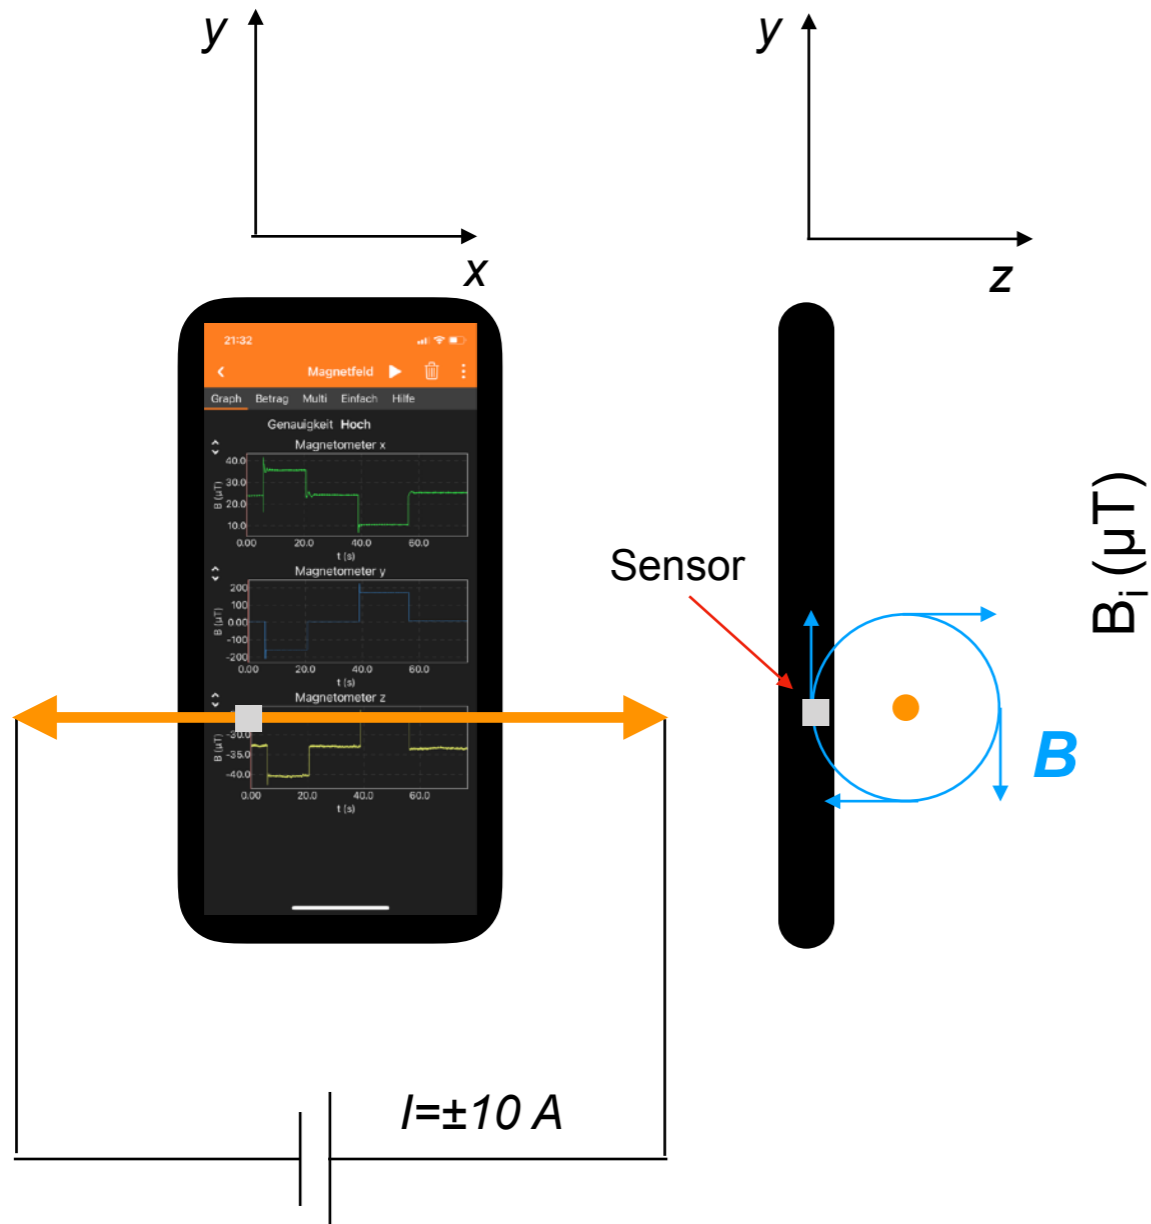 y
y
x
z
21:32
Magnetfeld
Graph Betrag Multi Einfach Hilfe
Genauigkeit Hoch
Magnetometer x
40.0
30.0
20.0
10.0
B (µT)
0.00 20.0 40.0 60.0
t (s)
Magnetometer y
200
100
0.00
-100
-200
B (µT)
0.00 20.0 40.0 60.0
t (s)
Magnetometer z
-30.0
-35.0
-40.0
B (µT)
0.00 20.0 40.0 60.0
t (s)
Sensor
B
Bi (µT)
I=±10 A